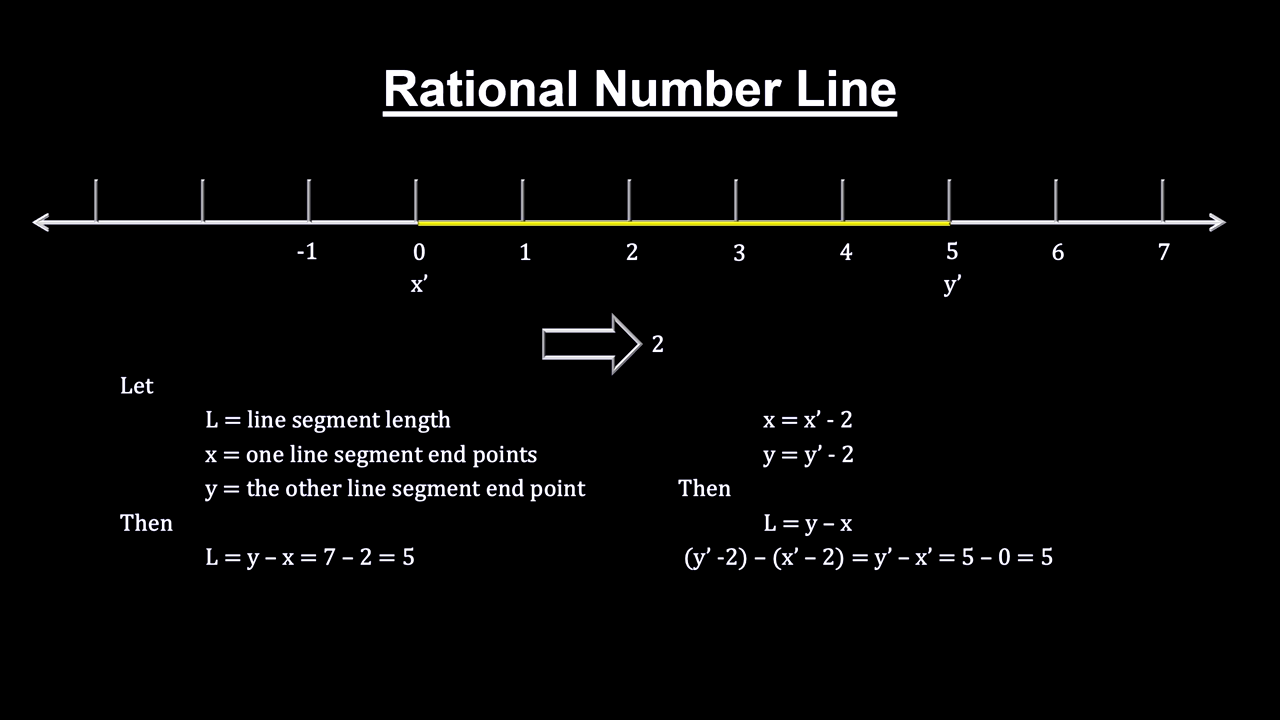 Rational Number Line
-1 0 1 2 3 4 5 6 7
x’ y’
2
Let
L = line segment length
x = one line segment end points
y = the other line segment end point
Then
L = y – x = 7 – 2 = 5
x = x’ - 2
y = y’ - 2
Then
L = y – x
(y’ -2) – (x’ – 2) = y’ – x’ = 5 – 0 = 5